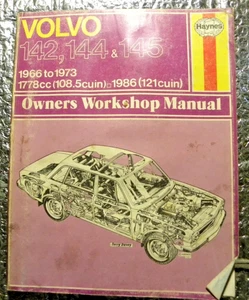 VOLVO
Haynes
142, 144 & 145
1966 to 1973
1778cc (108.5cuin) □ 1986 (121cuin)
Owners Workshop Manual